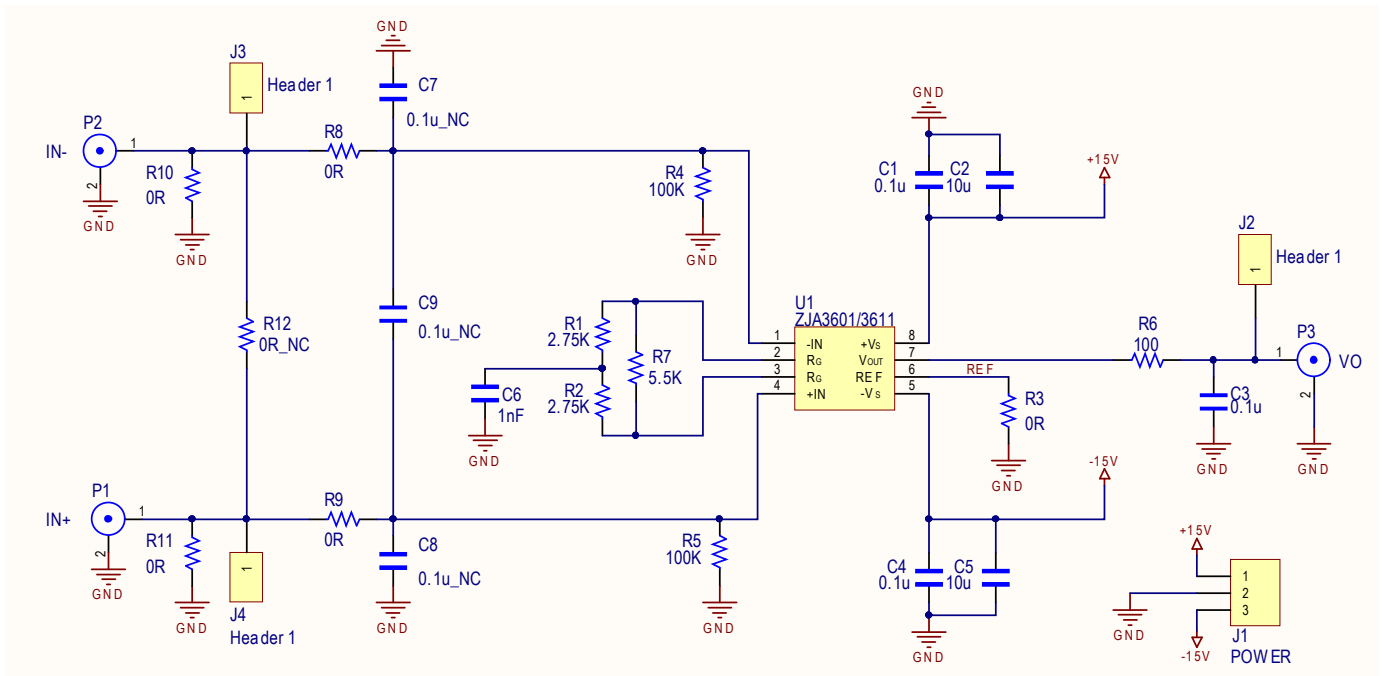 GND
J3
1
Header 1
C7
0.1u_NC
P2
IN-
1
2
GND
R10
0R
GND
R8
0R
R4
100K
GND
GND
C1
0.1u
C2
10u
+15V
J2
1
Header 1
R12
0R_NC
C9
0.1u_NC
R1
2.75K
R7
5.5K
R2
2.75K
C6
1nF
GND
U1
ZJA3601/3611
1
2
3
4
-IN
RG
RG
+IN
+VS
VOUT
REF
-VS
8
7
6
5
REF
R3
0R
GND
R6
100
C3
0.1u
GND
P3
1
2
VO
GND
-15V
P1
IN+
1
2
GND
R11
0R
GND
J4
1
Header 1
R9
0R
C8
0.1u_NC
GND
R5
100K
GND
C4
0.1u
C5
10u
GND
+15V
GND
-15V
1
2
3
J1
POWER